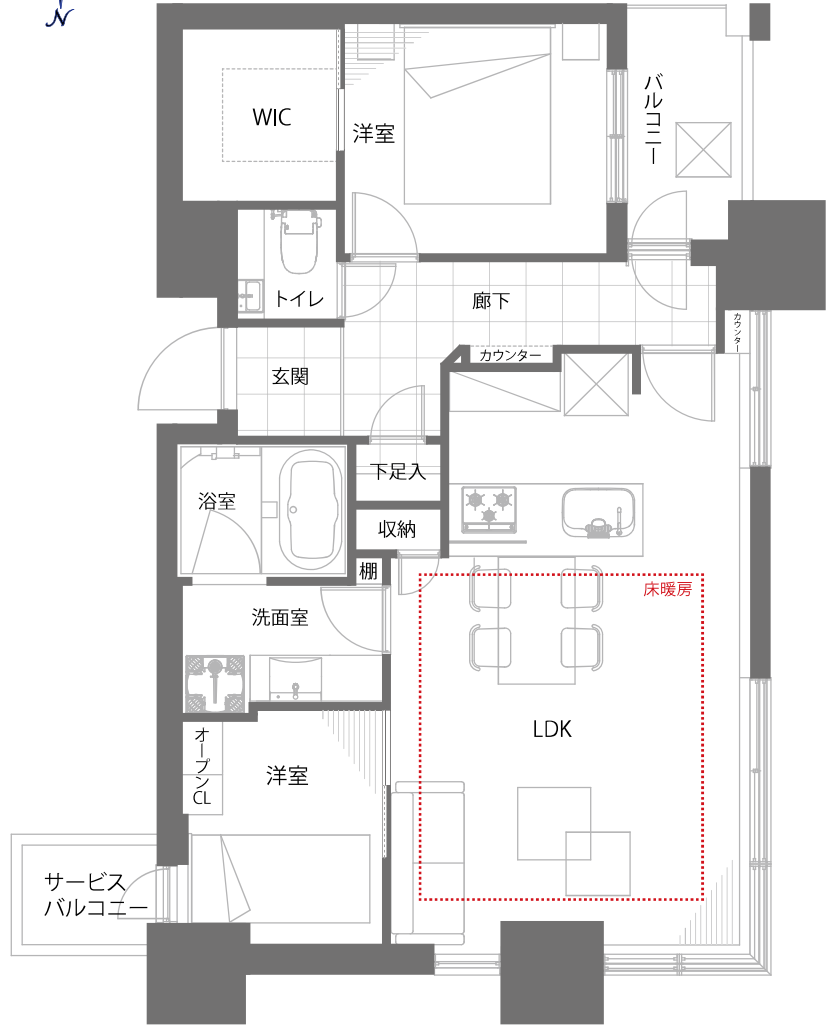 N
WIC
洋室
バルコニー
トイレ
廊下
カウンター
カウンター
玄関
下足入
浴室
収納
棚
床暖房
洗面室
LDK
オープンCL
洋室
サービス
バルコニー